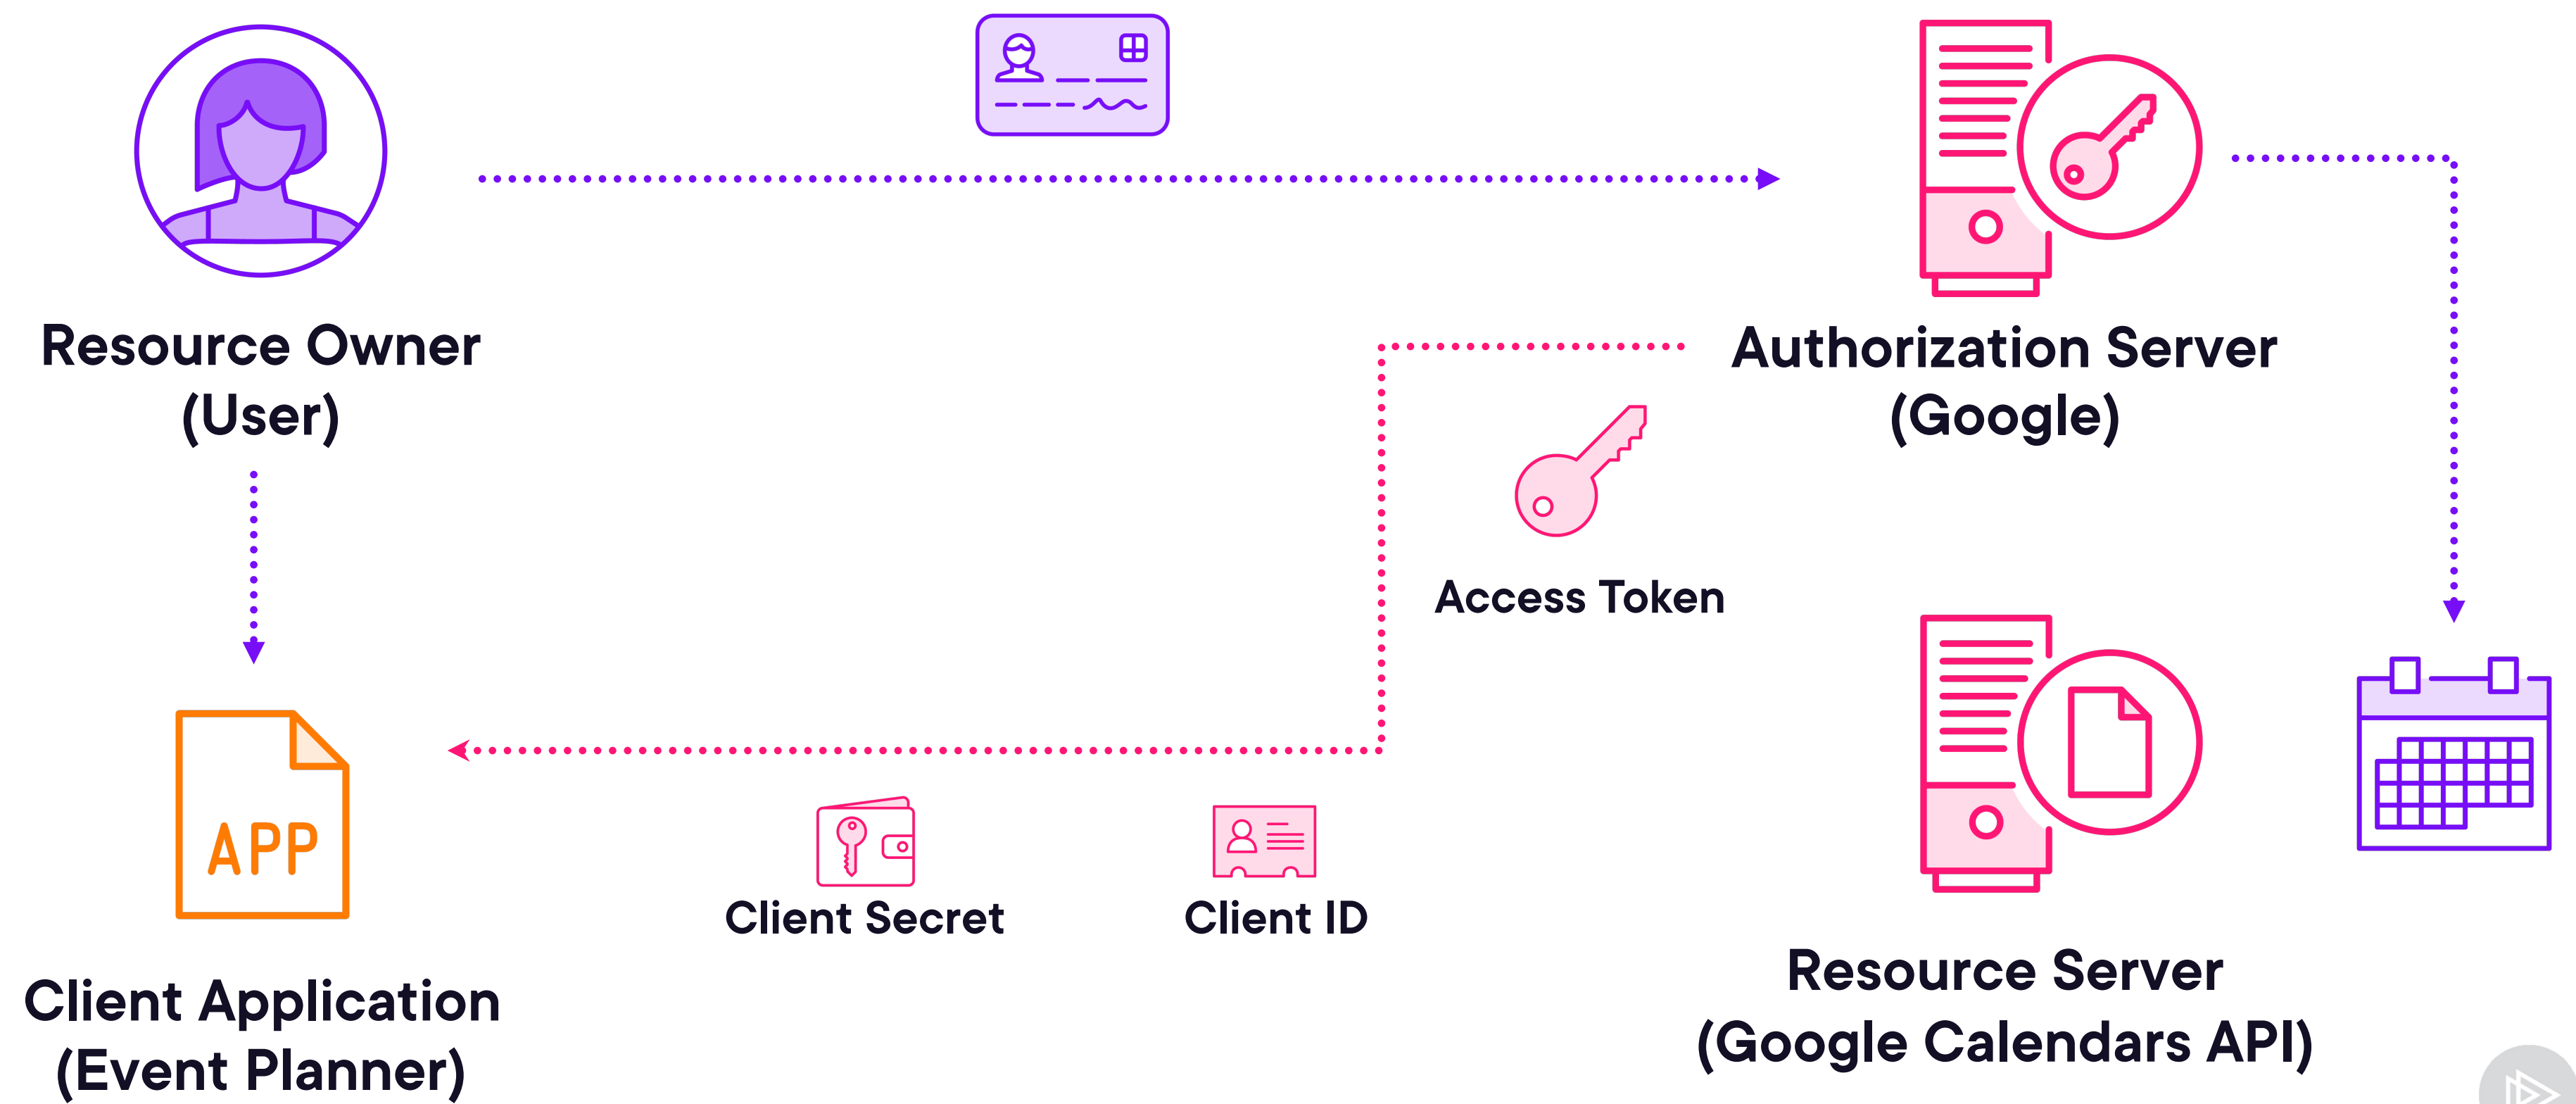 Resource Owner
(User)
Authorization Server
(Google)
Access Token
APP
Client Secret
Client ID
Client Application
(Event Planner)
Resource Server
(Google Calendars API)